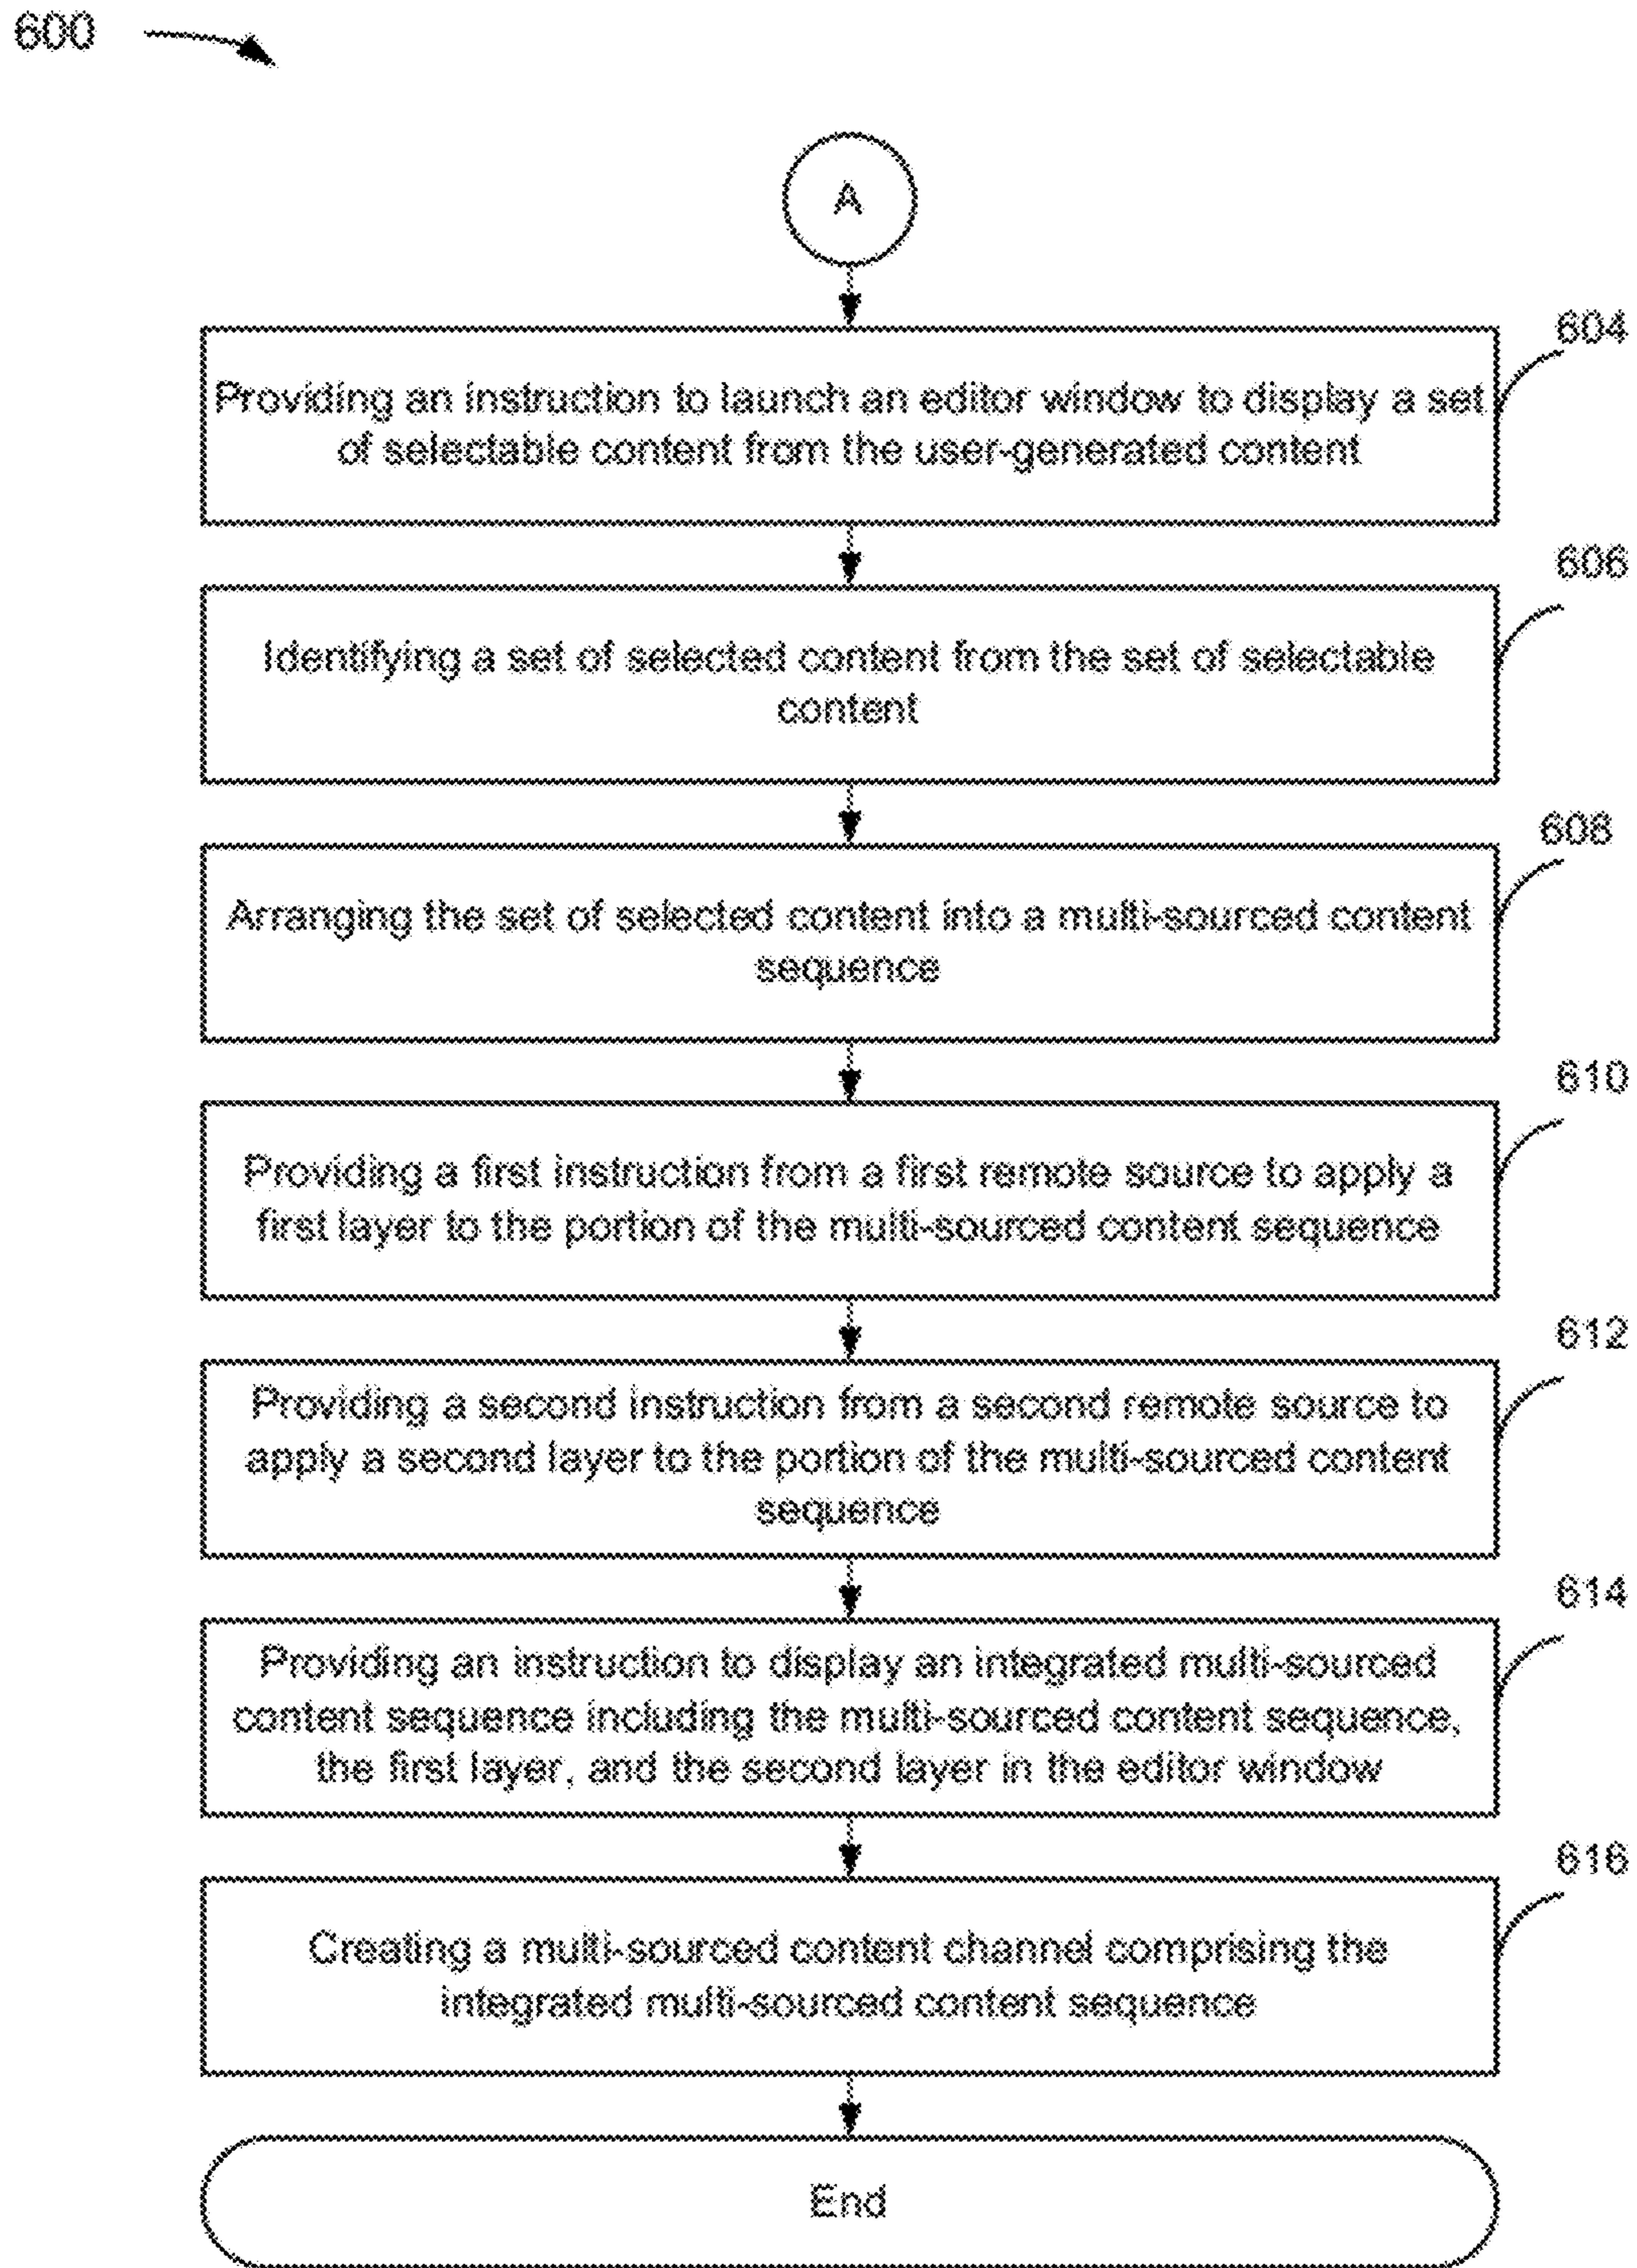 600
A
604
Providing an instruction to launch an editor window to display a set
of selectable content from the user-generated content
606
Identifying a set of selected content from the set of selectable
content
608
Arranging the set of selected content into a multi-sourced content
sequence
610
Providing a first instruction from a first remote source to apply a
first layer to the portion of the multi-sourced content sequence
612
Providing a second instruction from a second remote source to
apply a second layer to the portion of the multi-sourced content
sequence
614
Providing an instruction to display an integrated multi-sourced
content sequence including the multi-sourced content sequence,
the first layer, and the second layer in the editor window
616
Creating a multi-sourced content channel comprising the
integrated multi-sourced content sequence
End